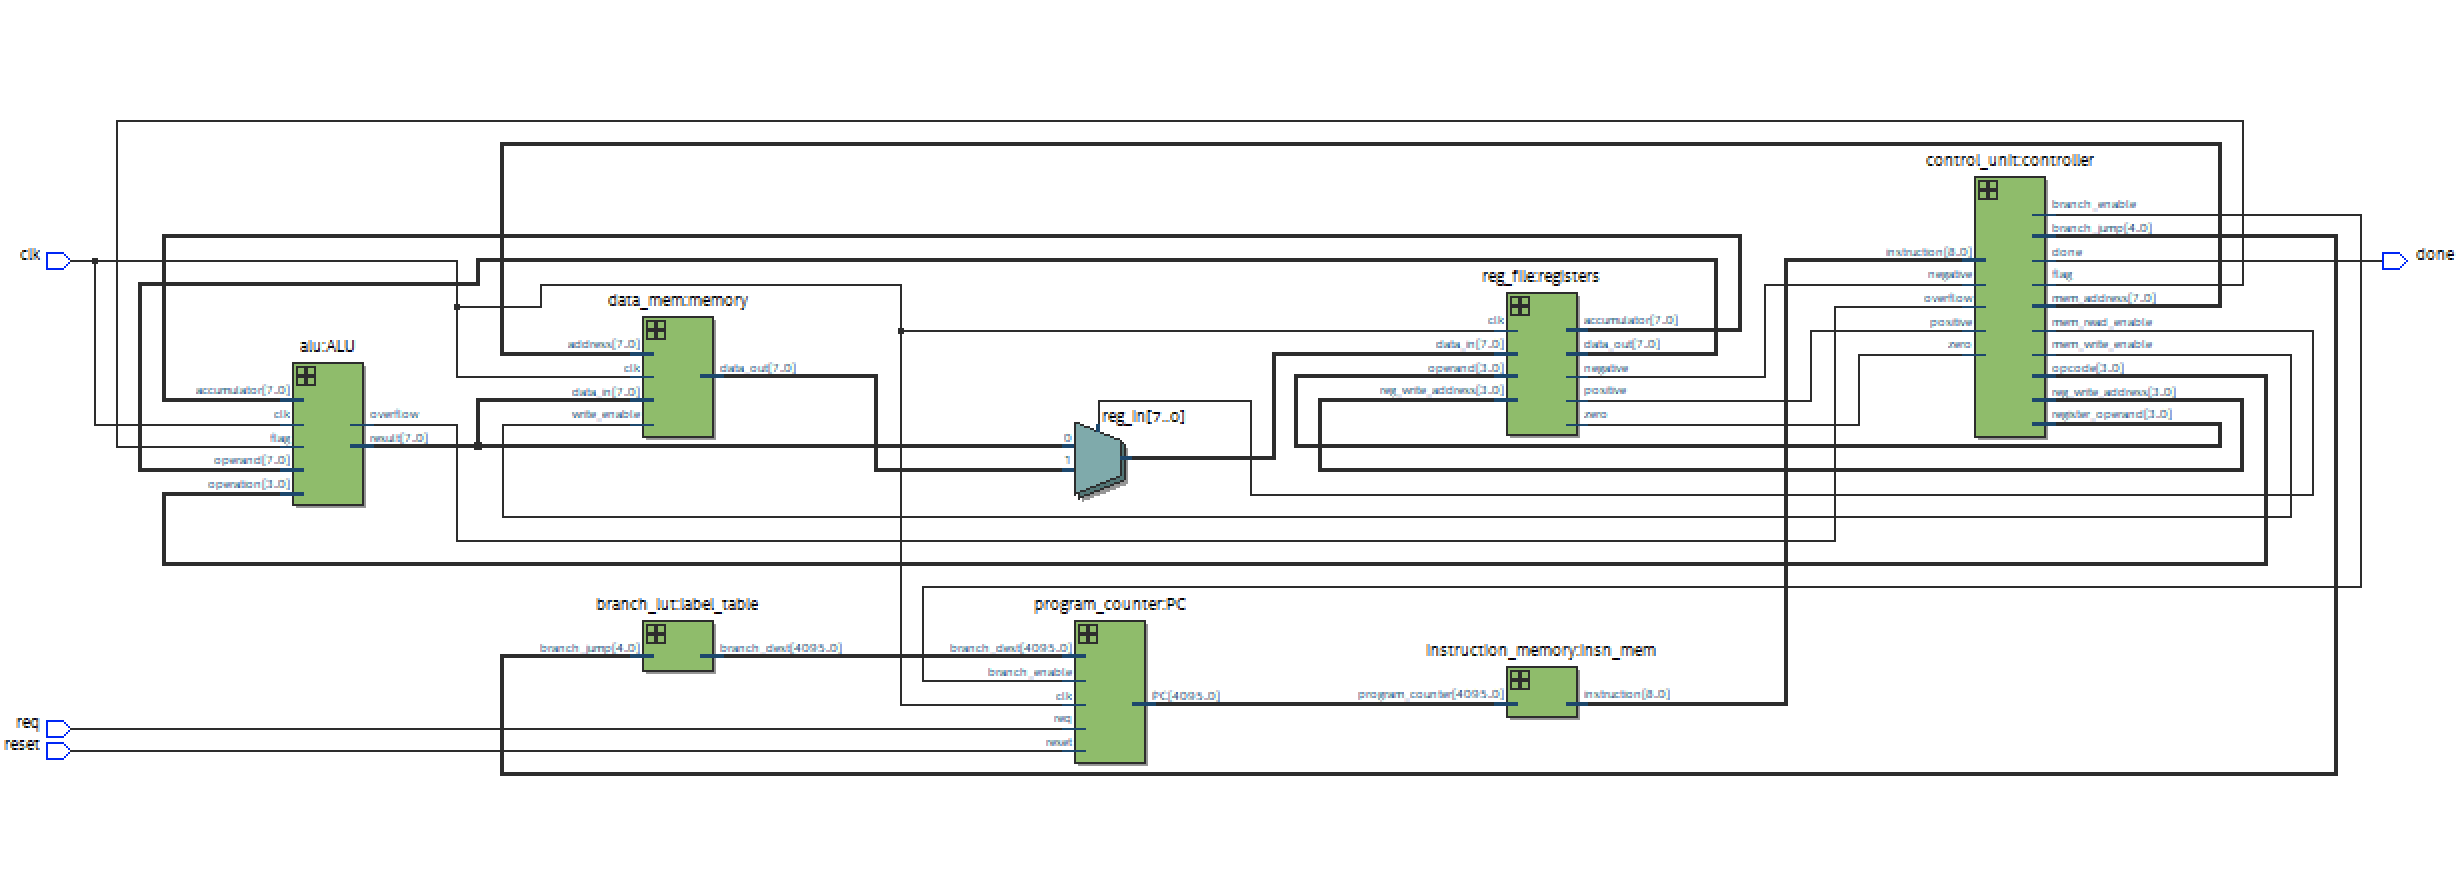 clk
done
req
reset
alu:ALU
accumulator[7..0]
clk
flag
operand[7..0]
operation[3..0]
overflow
result[7..0]
data_mem:memory
address[7..0]
clk
data_in[7..0]
write_enable
data_out[7..0]
reg_in[7..0]
0
1
reg_file:registers
clk
data_in[7..0]
operand[3..0]
reg_write_address[3..0]
accumulator[7..0]
data_out[7..0]
negative
positive
zero
control_unit:controller
instruction[8..0]
negative
overflow
positive
zero
branch_enable
branch_jump[4..0]
done
flag
mem_address[7..0]
mem_read_enable
mem_write_enable
opcode[3..0]
reg_write_address[3..0]
register_operand[3..0]
branch_lut:label_table
branch_jump[4..0]
branch_dest[4095..0]
program_counter:PC
branch_dest[4095..0]
branch_enable
clk
req
reset
PC[4095..0]
instruction_memory:insn_mem
program_counter[4095..0]
instruction[8..0]